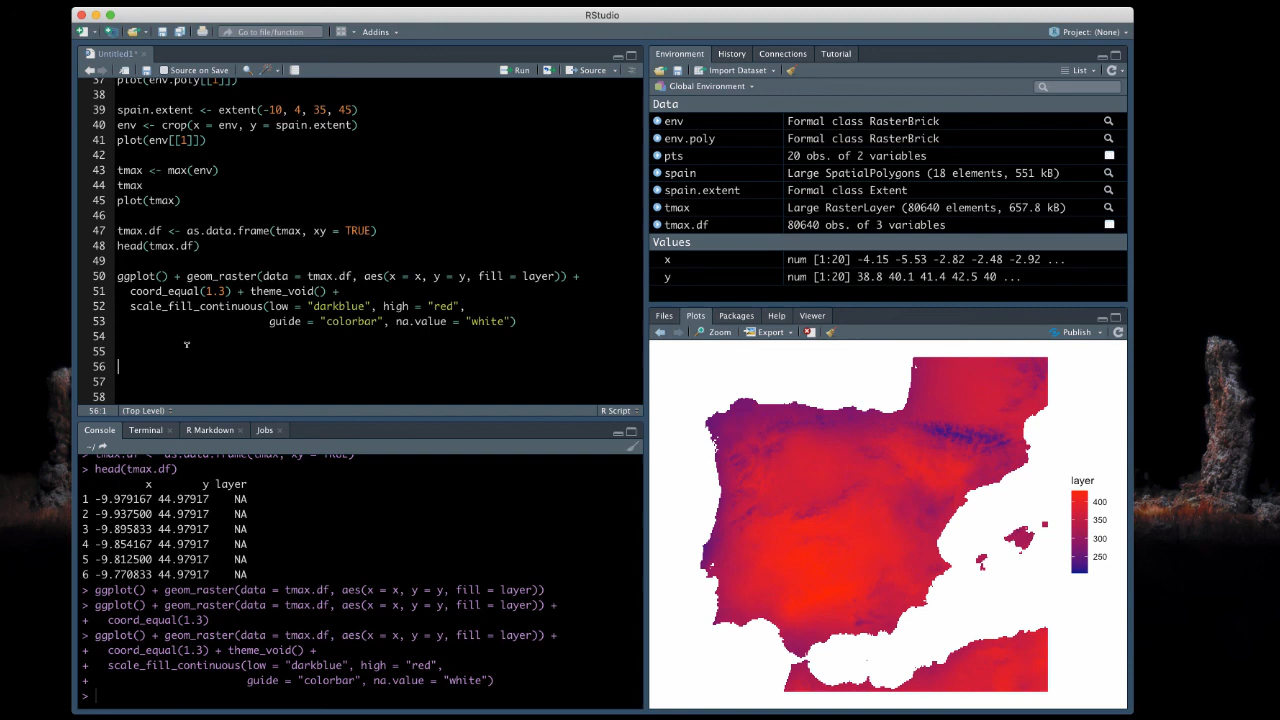 RStudio
Go to file/function
Addins
Project: (None)
Untitled1*
Source on Save
Run
Source
37 plot(env.poly[[1]])
38
39 spain.extent <- extent(-10, 4, 35, 45)
40 env <- crop(x = env, y = spain.extent)
41 plot(env[[1]])
42
43 tmax <- max(env)
44 tmax
45 plot(tmax)
46
47 tmax.df <- as.data.frame(tmax, xy = TRUE)
48 head(tmax.df)
49
50 ggplot() + geom_raster(data = tmax.df, aes(x = x, y = y, fill = layer)) +
51 coord_equal(1.3) + theme_void() +
52 scale_fill_continuous(low = "darkblue", high = "red",
53 guide = "colorbar", na.value = "white")
54
55
56
57
58
56:1 (Top Level) R Script
Console Terminal R Markdown Jobs
~/
> tmax.df <- as.data.frame(tmax, xy = TRUE)
> head(tmax.df)
x y layer
1 -9.979167 44.97917 NA
2 -9.937500 44.97917 NA
3 -9.895833 44.97917 NA
4 -9.854167 44.97917 NA
5 -9.812500 44.97917 NA
6 -9.770833 44.97917 NA
> ggplot() + geom_raster(data = tmax.df, aes(x = x, y = y, fill = layer))
> ggplot() + geom_raster(data = tmax.df, aes(x = x, y = y, fill = layer)) +
+ coord_equal(1.3)
> ggplot() + geom_raster(data = tmax.df, aes(x = x, y = y, fill = layer)) +
+ coord_equal(1.3) + theme_void() +
+ scale_fill_continuous(low = "darkblue", high = "red",
+ guide = "colorbar", na.value = "white")
>
Environment History Connections Tutorial
Import Dataset List
Global Environment
Data
env Formal class RasterBrick
env.poly Formal class RasterBrick
pts 20 obs. of 2 variables
spain Large SpatialPolygons (18 elements, 551 kB)
spain.extent Formal class Extent
tmax Large RasterLayer (80640 elements, 657.8 kB)
tmax.df 80640 obs. of 3 variables
Values
x num [1:20] -4.15 -5.53 -2.82 -2.48 -2.92 ...
y num [1:20] 38.8 40.1 41.4 42.5 40 ...
Files Plots Packages Help Viewer
Zoom Export Publish
layer
400
350
300
250